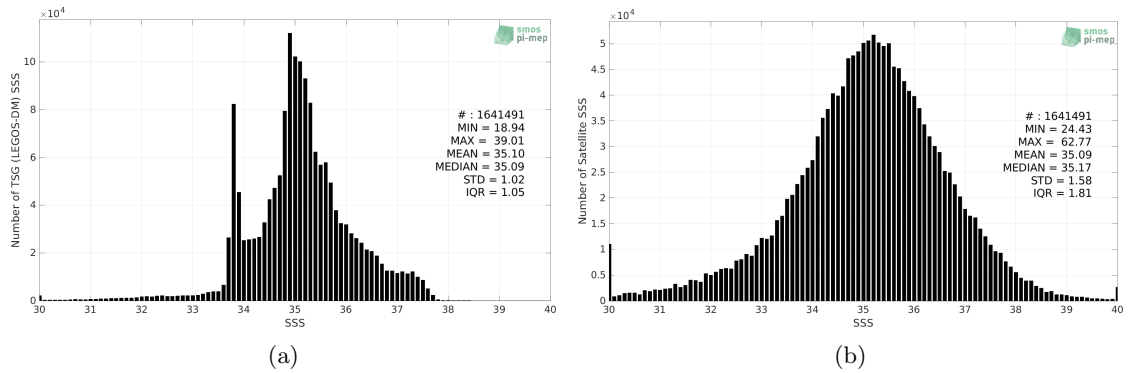 ×10⁴
smos
pi-mep
10
8
6
4
2
0
30 31 32 33 34 35 36 37 38 39 40
SSS
Number of TSG (LEGOS-DM) SSS
# : 1641491
MIN = 18.94
MAX = 39.01
MEAN = 35.10
MEDIAN = 35.09
STD = 1.02
IQR = 1.05
(a)
×10⁴
smos
pi-mep
5
4.5
4
3.5
3
2.5
2
1.5
1
0.5
0
30 31 32 33 34 35 36 37 38 39 40
SSS
Number of Satellite SSS
# : 1641491
MIN = 24.43
MAX = 62.77
MEAN = 35.09
MEDIAN = 35.17
STD = 1.58
IQR = 1.81
(b)